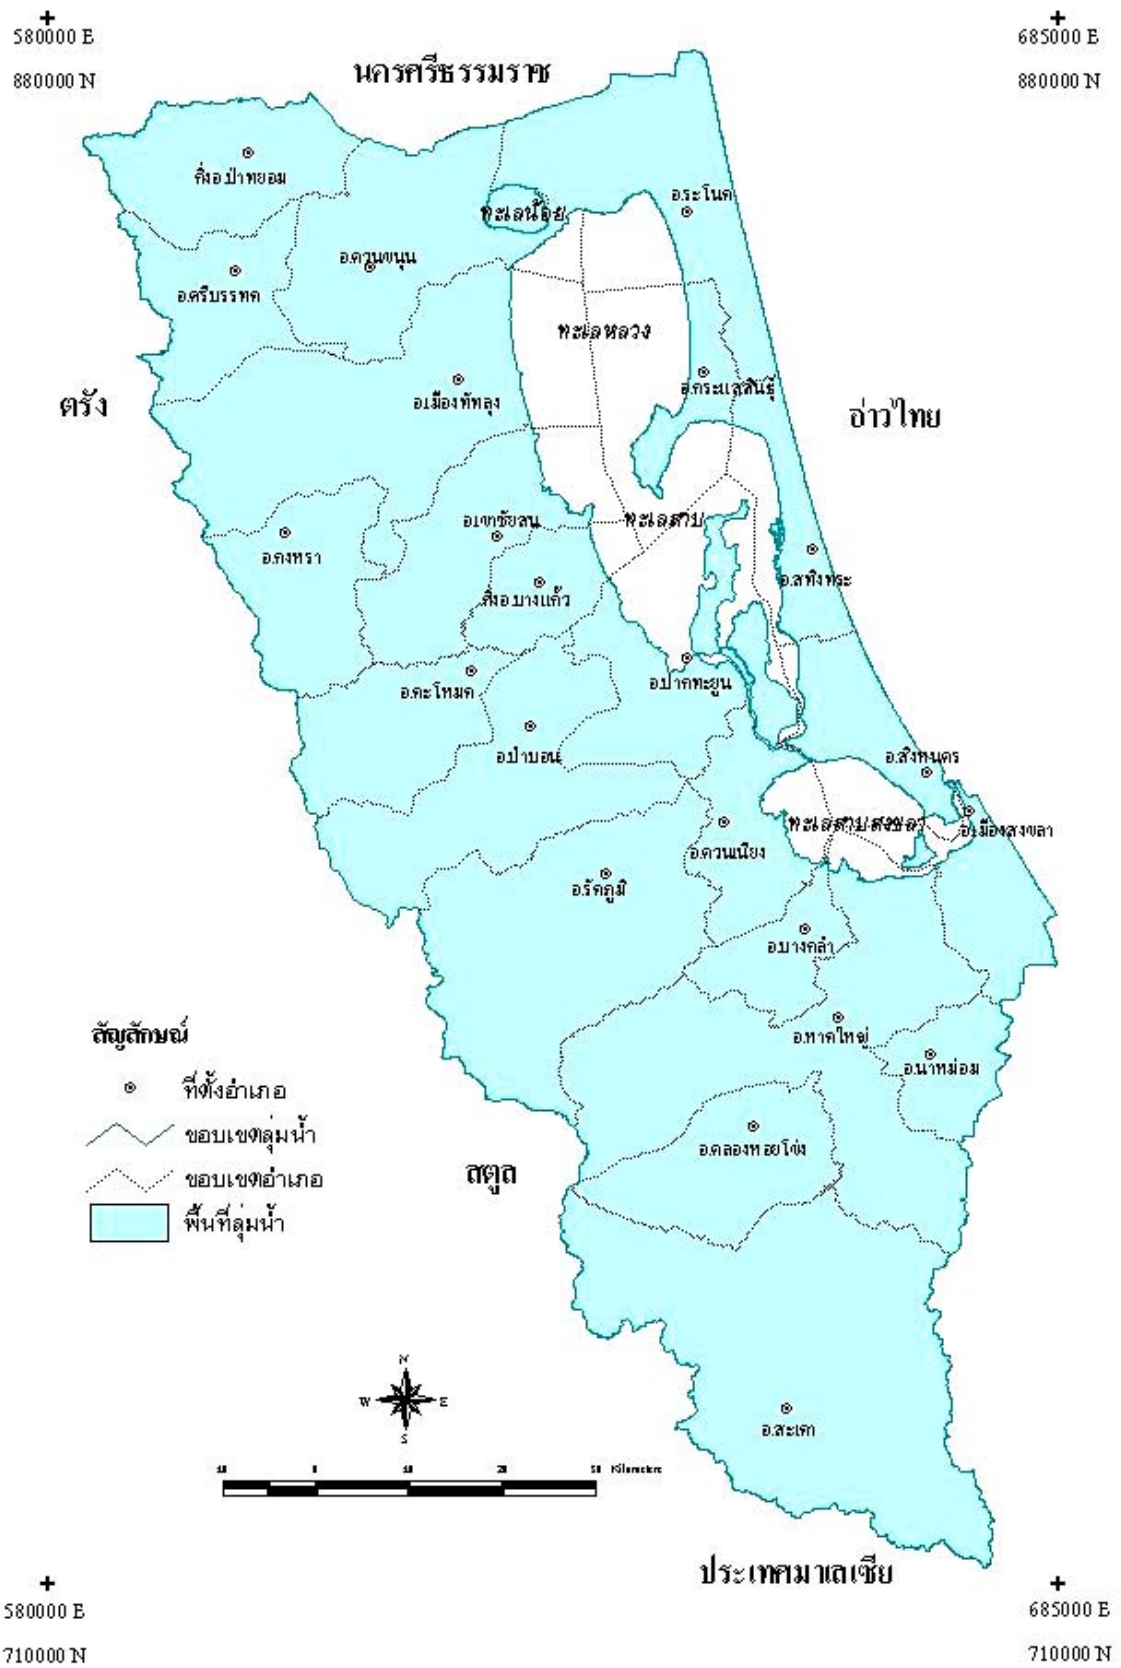 580000 E
685000 E
880000 N
880000 N
นครศรีธรรมราช
กิ่งอ.ป่าพยอม
อ.ระโนด
ทะเลน้อย
อ.ควนขนุน
อ.ศรีบรรพต
ทะเลหลวง
อ.กระแสสินธุ์
อ.เมืองพัทลุง
ตรัง
อ่าวไทย
อ.เขาชัยสน
ทะเลสาบ
อ.กงหรา
อ.สทิงพระ
กิ่งอ.บางแก้ว
อ.ปากพะยูน
อ.ตะโหมด
อ.ป่าบอน
อ.สิงหนคร
ทะเลสาบสงขลา
อ.เมืองสงขลา
อ.ควนเนียง
อ.รัตภูมิ
อ.บางกล่ำ
อ.หาดใหญ่
อ.นาหม่อม
สัญลักษณ์
ที่ตั้งอำเภอ
ขอบเขตลุ่มน้ำ
ขอบเขตอำเภอ
พื้นที่ลุ่มน้ำ
อ.คลองหอยโข่ง
สตูล
N
W
E
S
อ.สะเดา
10 0 10 20 30 Kilometers
ประเทศมาเลเซีย
580000 E
685000 E
710000 N
710000 N